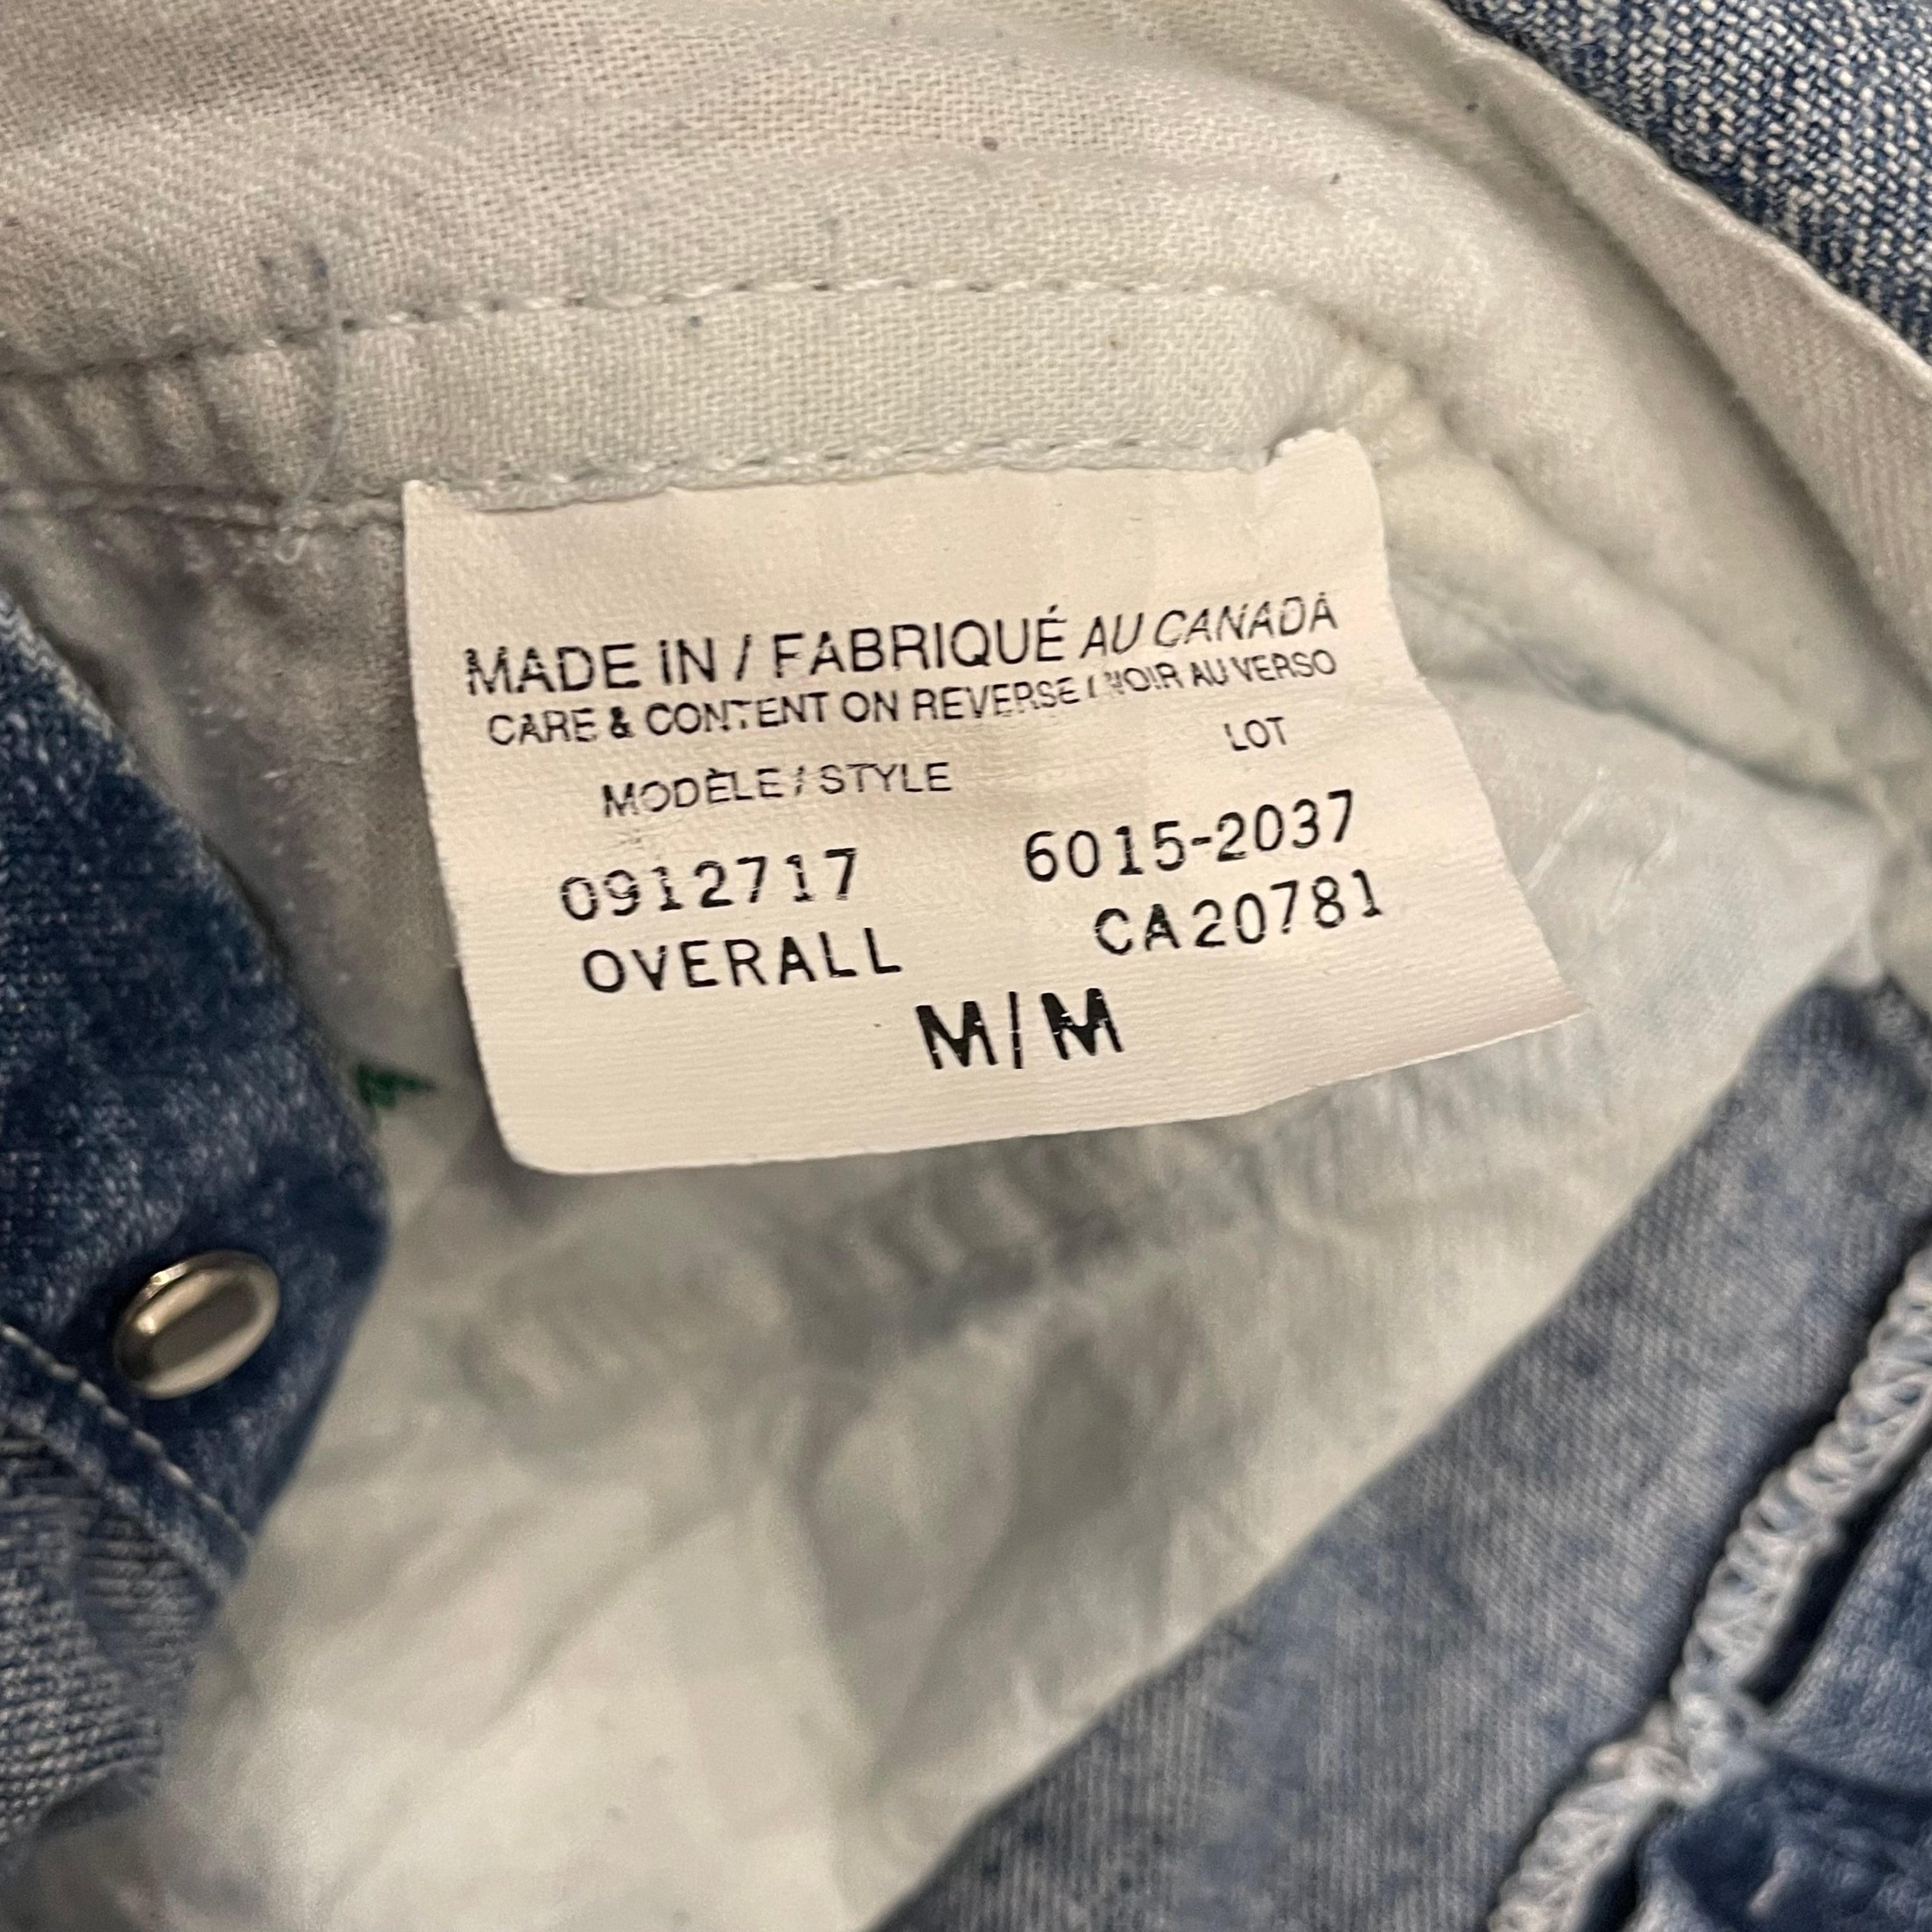 MADE IN / FABRIQUÉ AU CANADA
CARE & CONTENT ON REVERSE / VOIR AU VERSO
MODÈLE / STYLE LOT
0912717 6015-2037
OVERALL CA20781
M/M